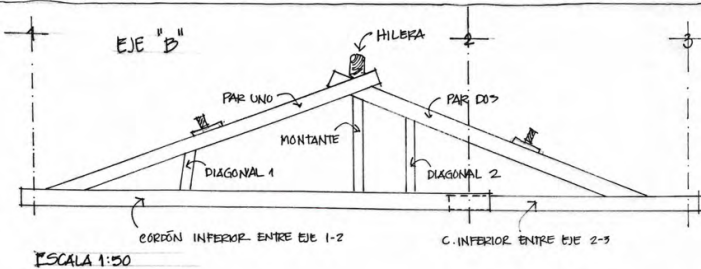 1
EJE "B"
HILERA
2
3
PAR UNO
PAR DOS
MONTANTE
DIAGONAL 1
DIAGONAL 2
CORDÓN INFERIOR ENTRE EJE 1-2
C. INFERIOR ENTRE EJE 2-3
ESCALA 1:50